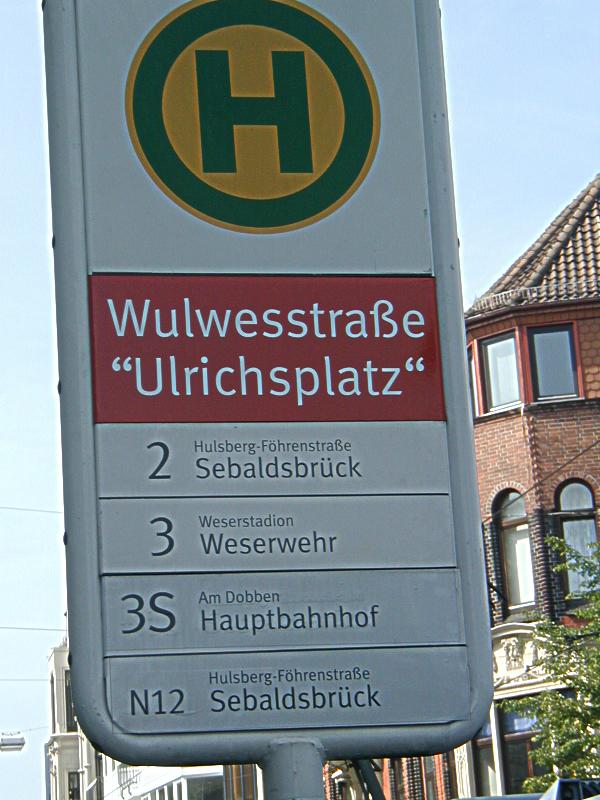 H
Wulwesstraße
“Ulrichsplatz“
2 Hulsberg-Föhrenstraße
Sebaldsbrück
3 Weserstadion
Weserwehr
3S Am Dobben
Hauptbahnhof
N12 Hulsberg-Föhrenstraße
Sebaldsbrück